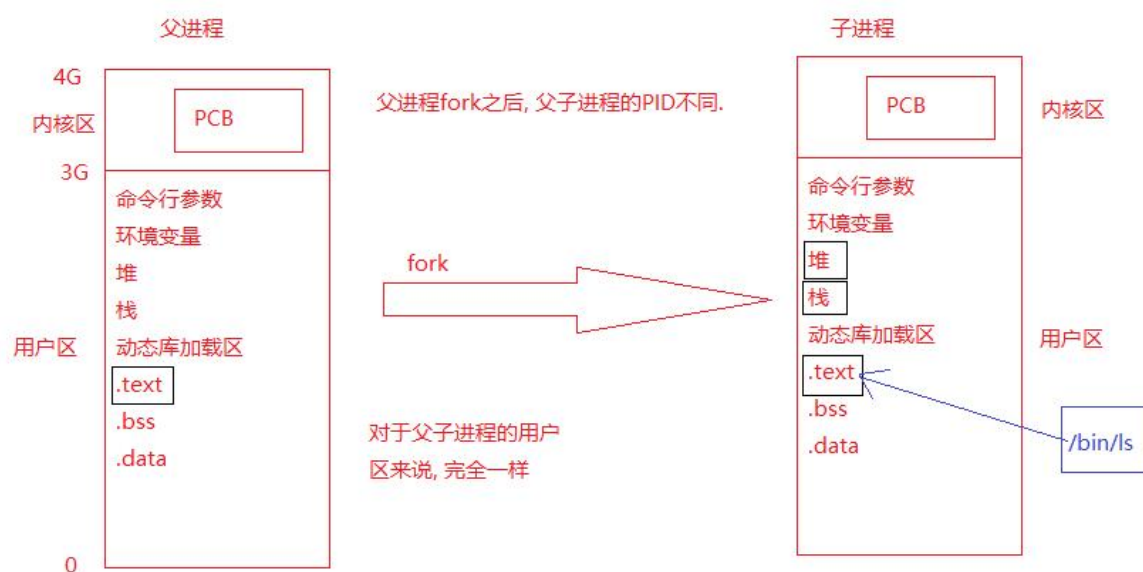 父进程
子进程
4G
内核区
PCB
3G
父进程fork之后, 父子进程的PID不同.
PCB
内核区
命令行参数
环境变量
堆
栈
动态库加载区
.text
.bss
.data
用户区
0
fork
对于父子进程的用户
区来说, 完全一样
命令行参数
环境变量
堆
栈
动态库加载区
.text
.bss
.data
用户区
/bin/ls